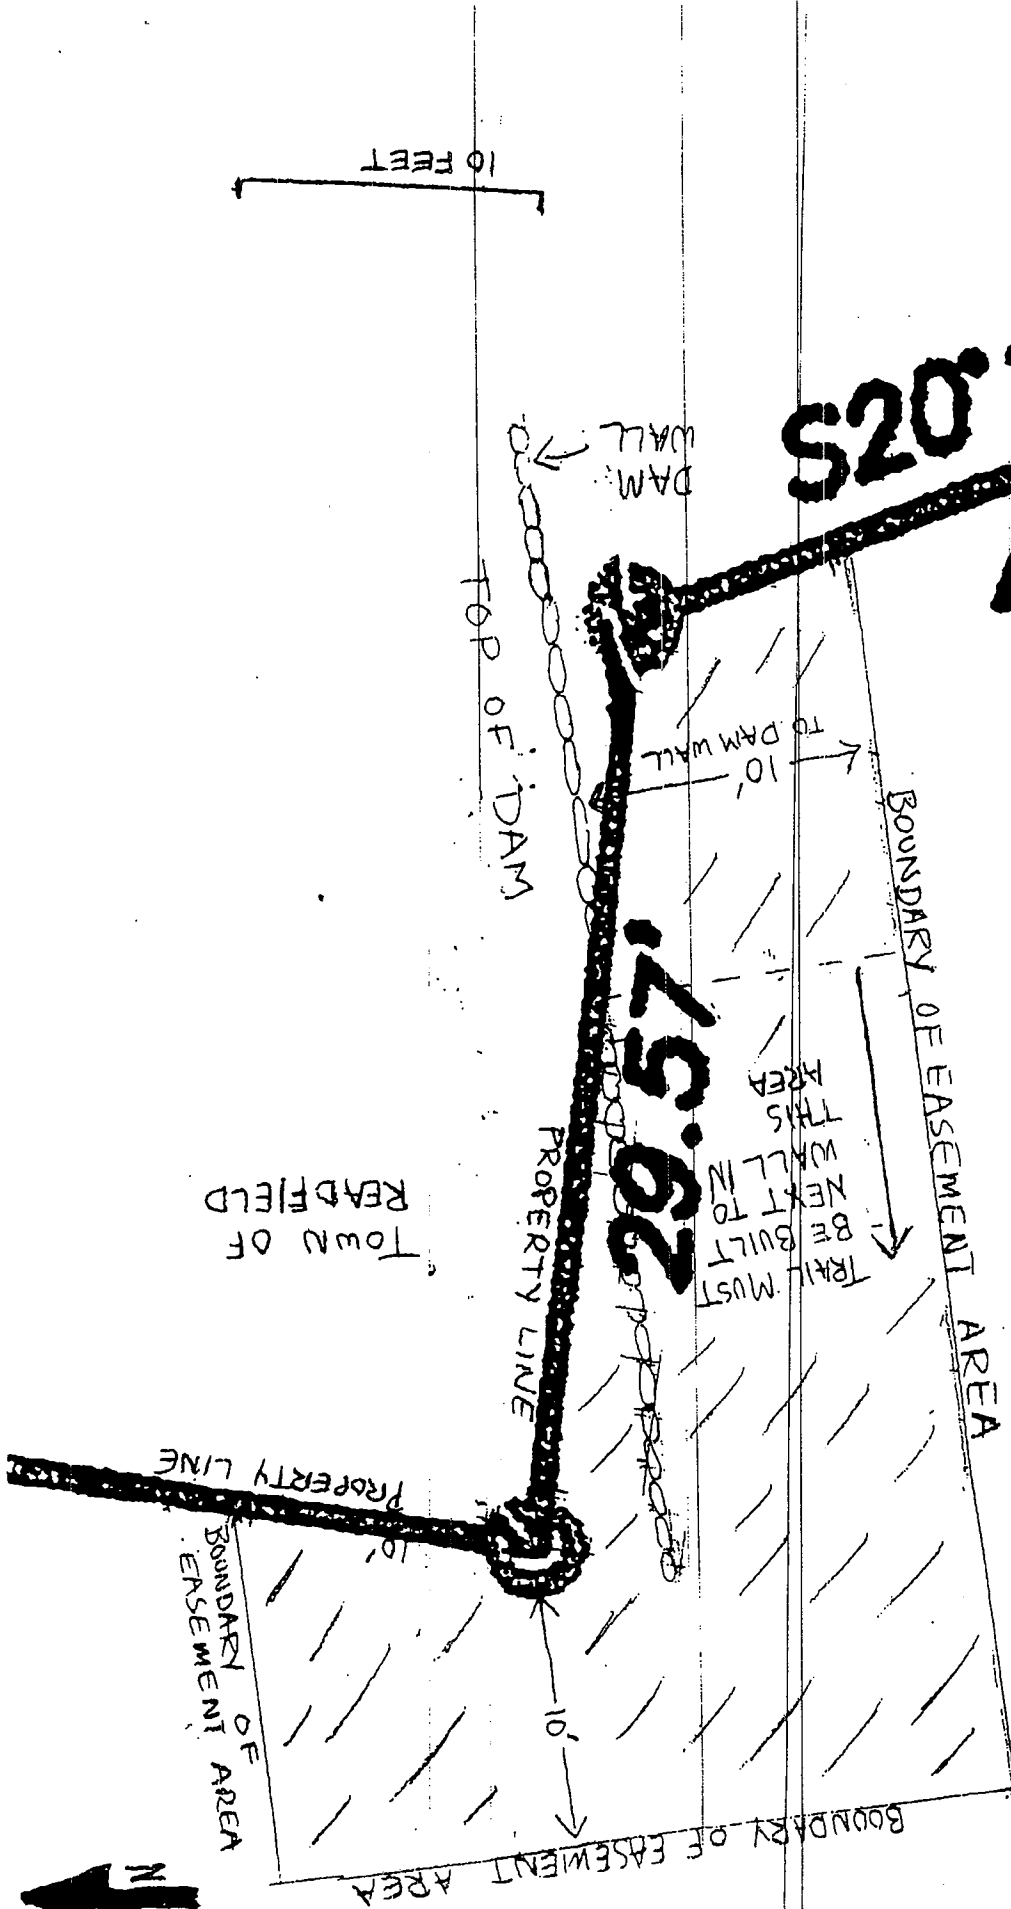 10 FEET
S20°
DAM
WALL
TOP OF DAM
10'
TO DAM WALL
BOUNDARY OF EASEMENT AREA
29.57'
TRAIL MUST
BE BUILT
NEXT TO
WALL IN
THIS
AREA
PROPERTY LINE
TOWN OF
READFIELD
PROPERTY LINE
10'
BOUNDARY OF
EASEMENT AREA
10'
BOUNDARY OF EASEMENT AREA
N